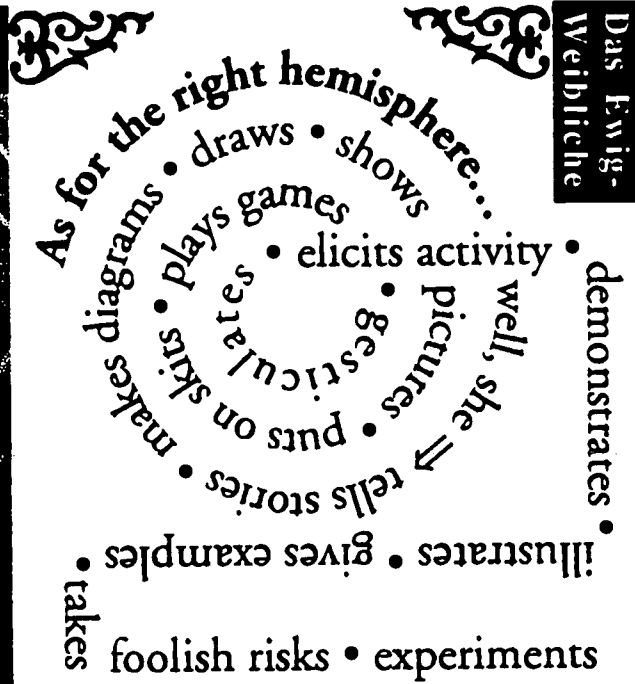 Das Ewig-
Weibliche
As for the right hemisphere...
well, she ⇒ tells stories • makes diagrams • draws • shows
pictures • puts on skits • plays games
• gesticulates • elicits activity •
demonstrates •
illustrates • gives examples •
takes
foolish risks • experiments